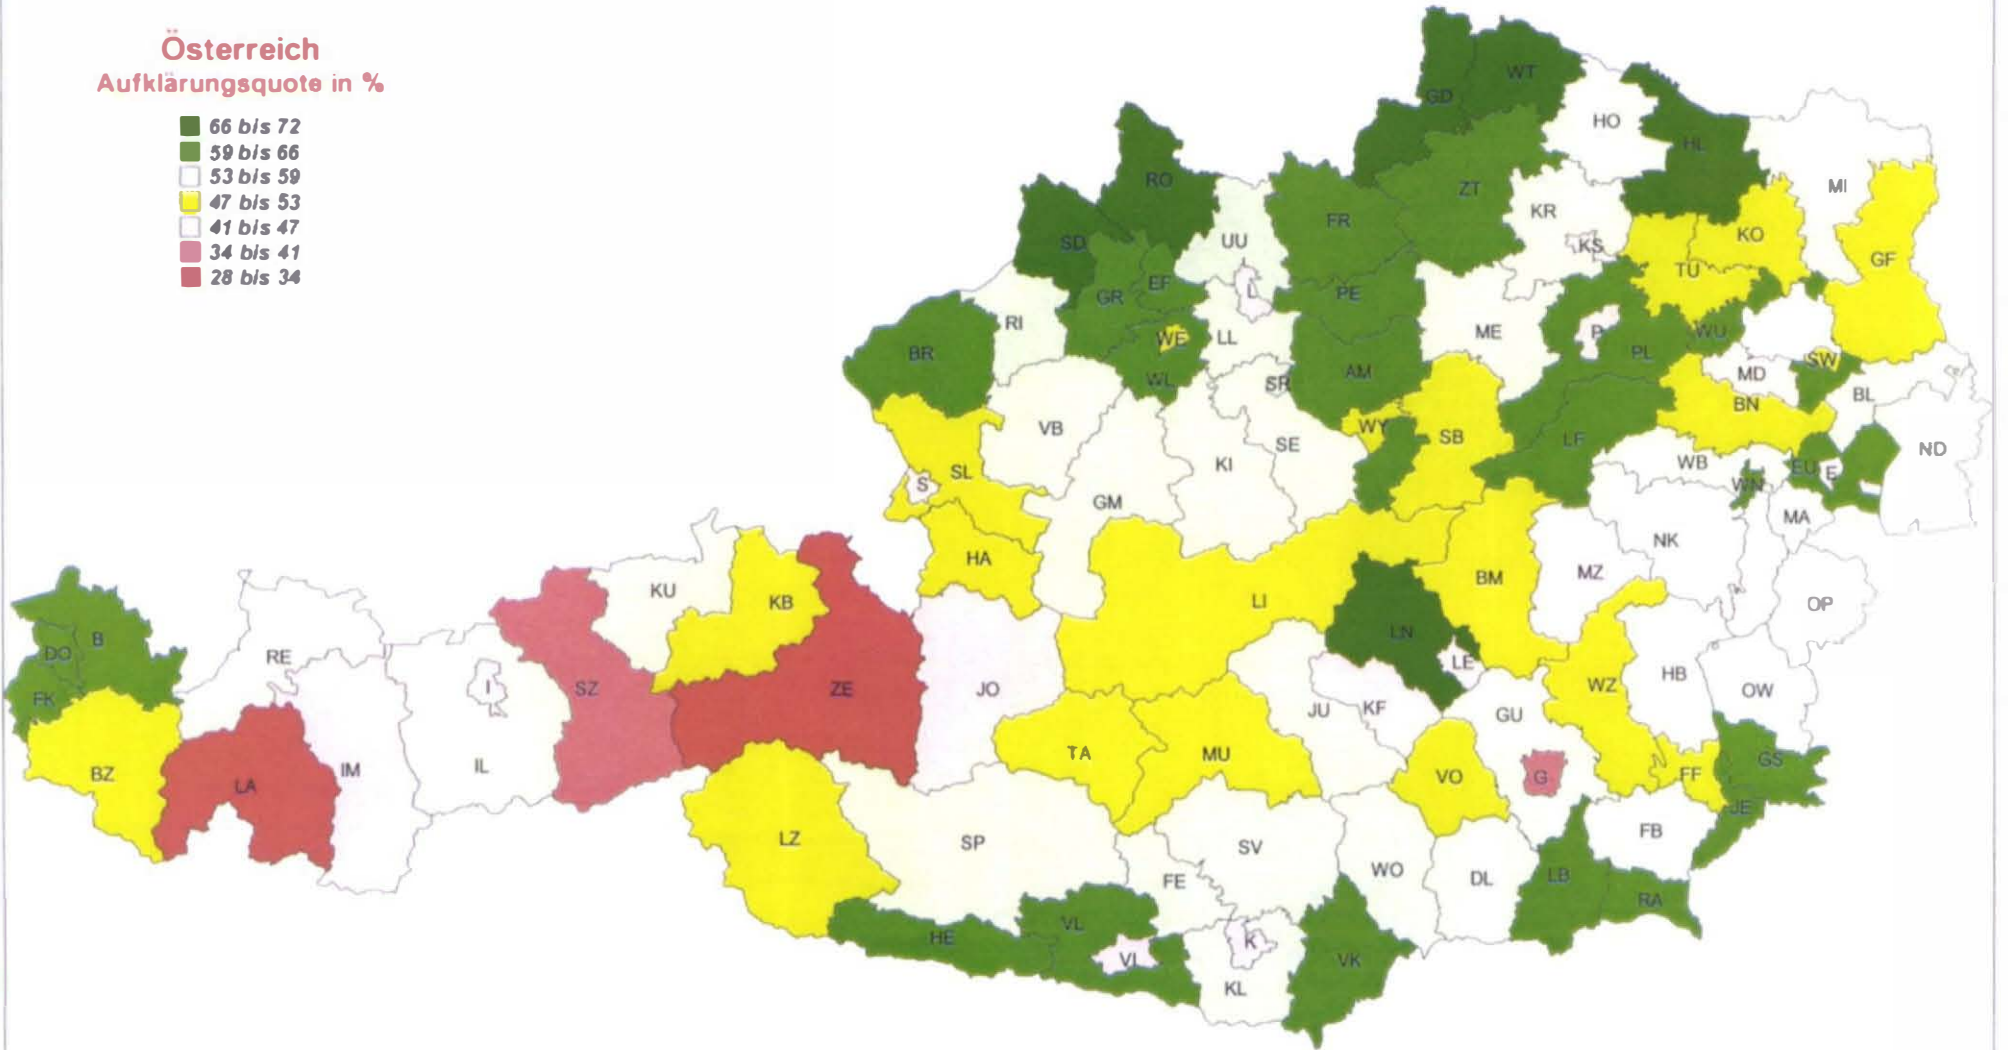 Österreich
Aufklärungsquote in %
66 bis 72
59 bis 66
53 bis 59
47 bis 53
41 bis 47
34 bis 41
28 bis 34
WT
GD
HO
HL
RO
ZT
MI
FR
KR
SD
UU
KS
KO
GF
TU
EF
GR
L
PE
RI
WE
LL
ME
P
WU
PL
BR
SW
WL
SR
AM
MD
BL
BN
VB
WY
SB
LF
SE
ND
KI
WB
SL
S
EU
E
WN
GM
MA
NK
HA
MZ
BM
KU
KB
LI
OP
LN
B
DO
RE
LE
HB
FK
I
SZ
ZE
JO
WZ
OW
JU
KF
GU
TA
MU
GS
IL
IM
BZ
LA
VO
G
FF
JE
LZ
SP
SV
FB
WO
FE
DL
LB
RA
VL
HE
K
VI
VK
KL